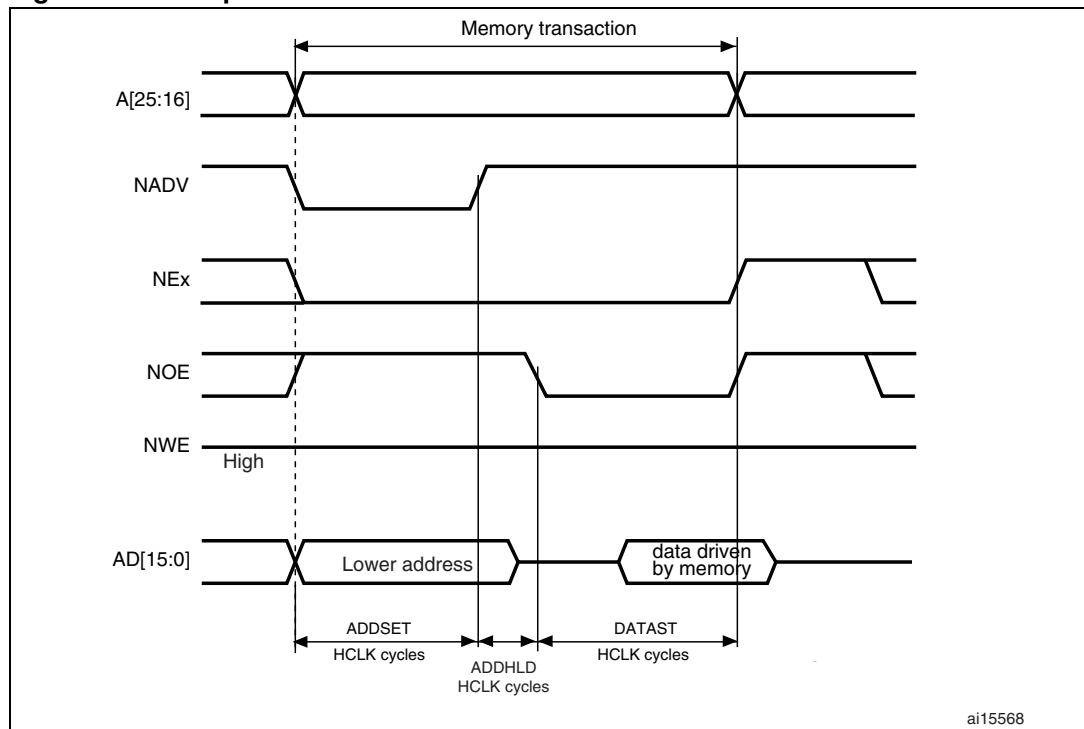 Memory transaction
A[25:16]
NADV
NEx
NOE
NWE
High
AD[15:0]
Lower address
data driven
by memory
ADDSET
HCLK cycles
ADDHLD
HCLK cycles
DATAST
HCLK cycles
ai15568